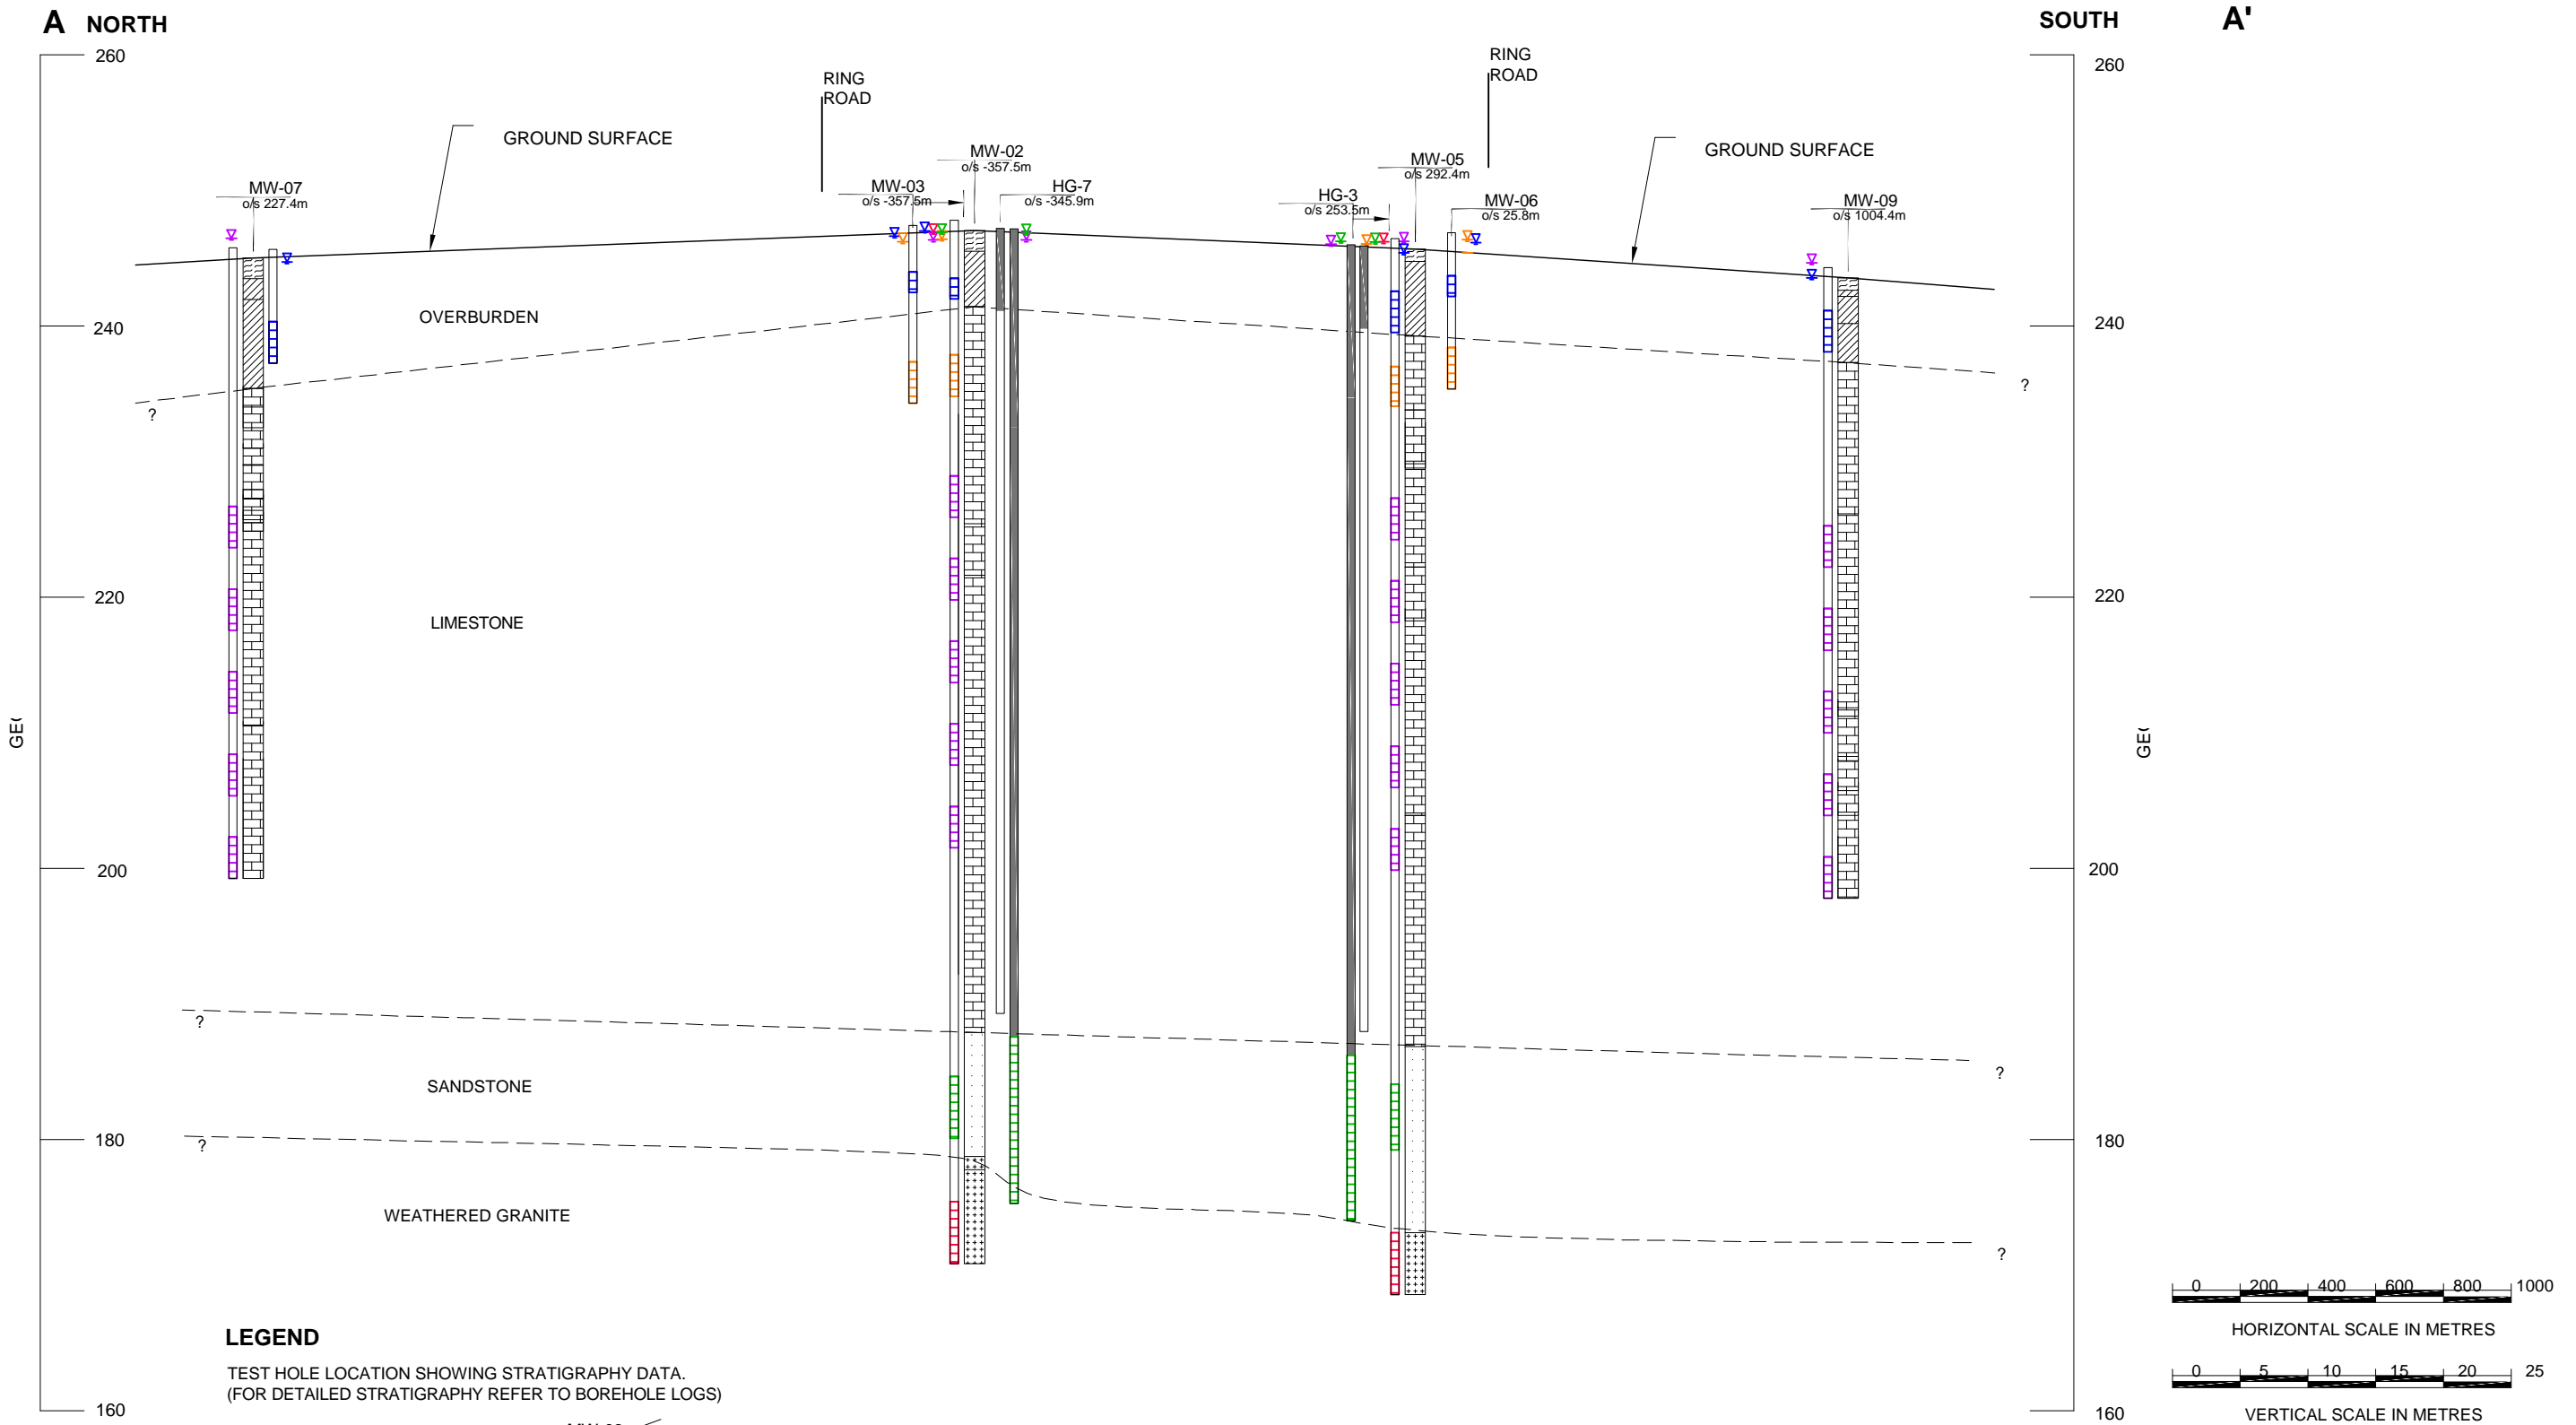 A NORTH
SOUTH A'
260
260
RING
ROAD
RING
ROAD
GROUND SURFACE
GROUND SURFACE
MW-07
o/s 227.4m
MW-03
o/s -357.5m
MW-02
o/s -357.5m
HG-7
o/s -345.9m
HG-3
o/s 253.5m
MW-05
o/s 292.4m
MW-06
o/s 25.8m
MW-09
o/s 1004.4m
240
OVERBURDEN
240
?
?
220
LIMESTONE
220
200
200
?
?
SANDSTONE
180
180
?
WEATHERED GRANITE
?
0 200 400 600 800 1000
HORIZONTAL SCALE IN METRES
0 5 10 15 20 25
VERTICAL SCALE IN METRES
LEGEND
TEST HOLE LOCATION SHOWING STRATIGRAPHY DATA.
(FOR DETAILED STRATIGRAPHY REFER TO BOREHOLE LOGS)
160
160